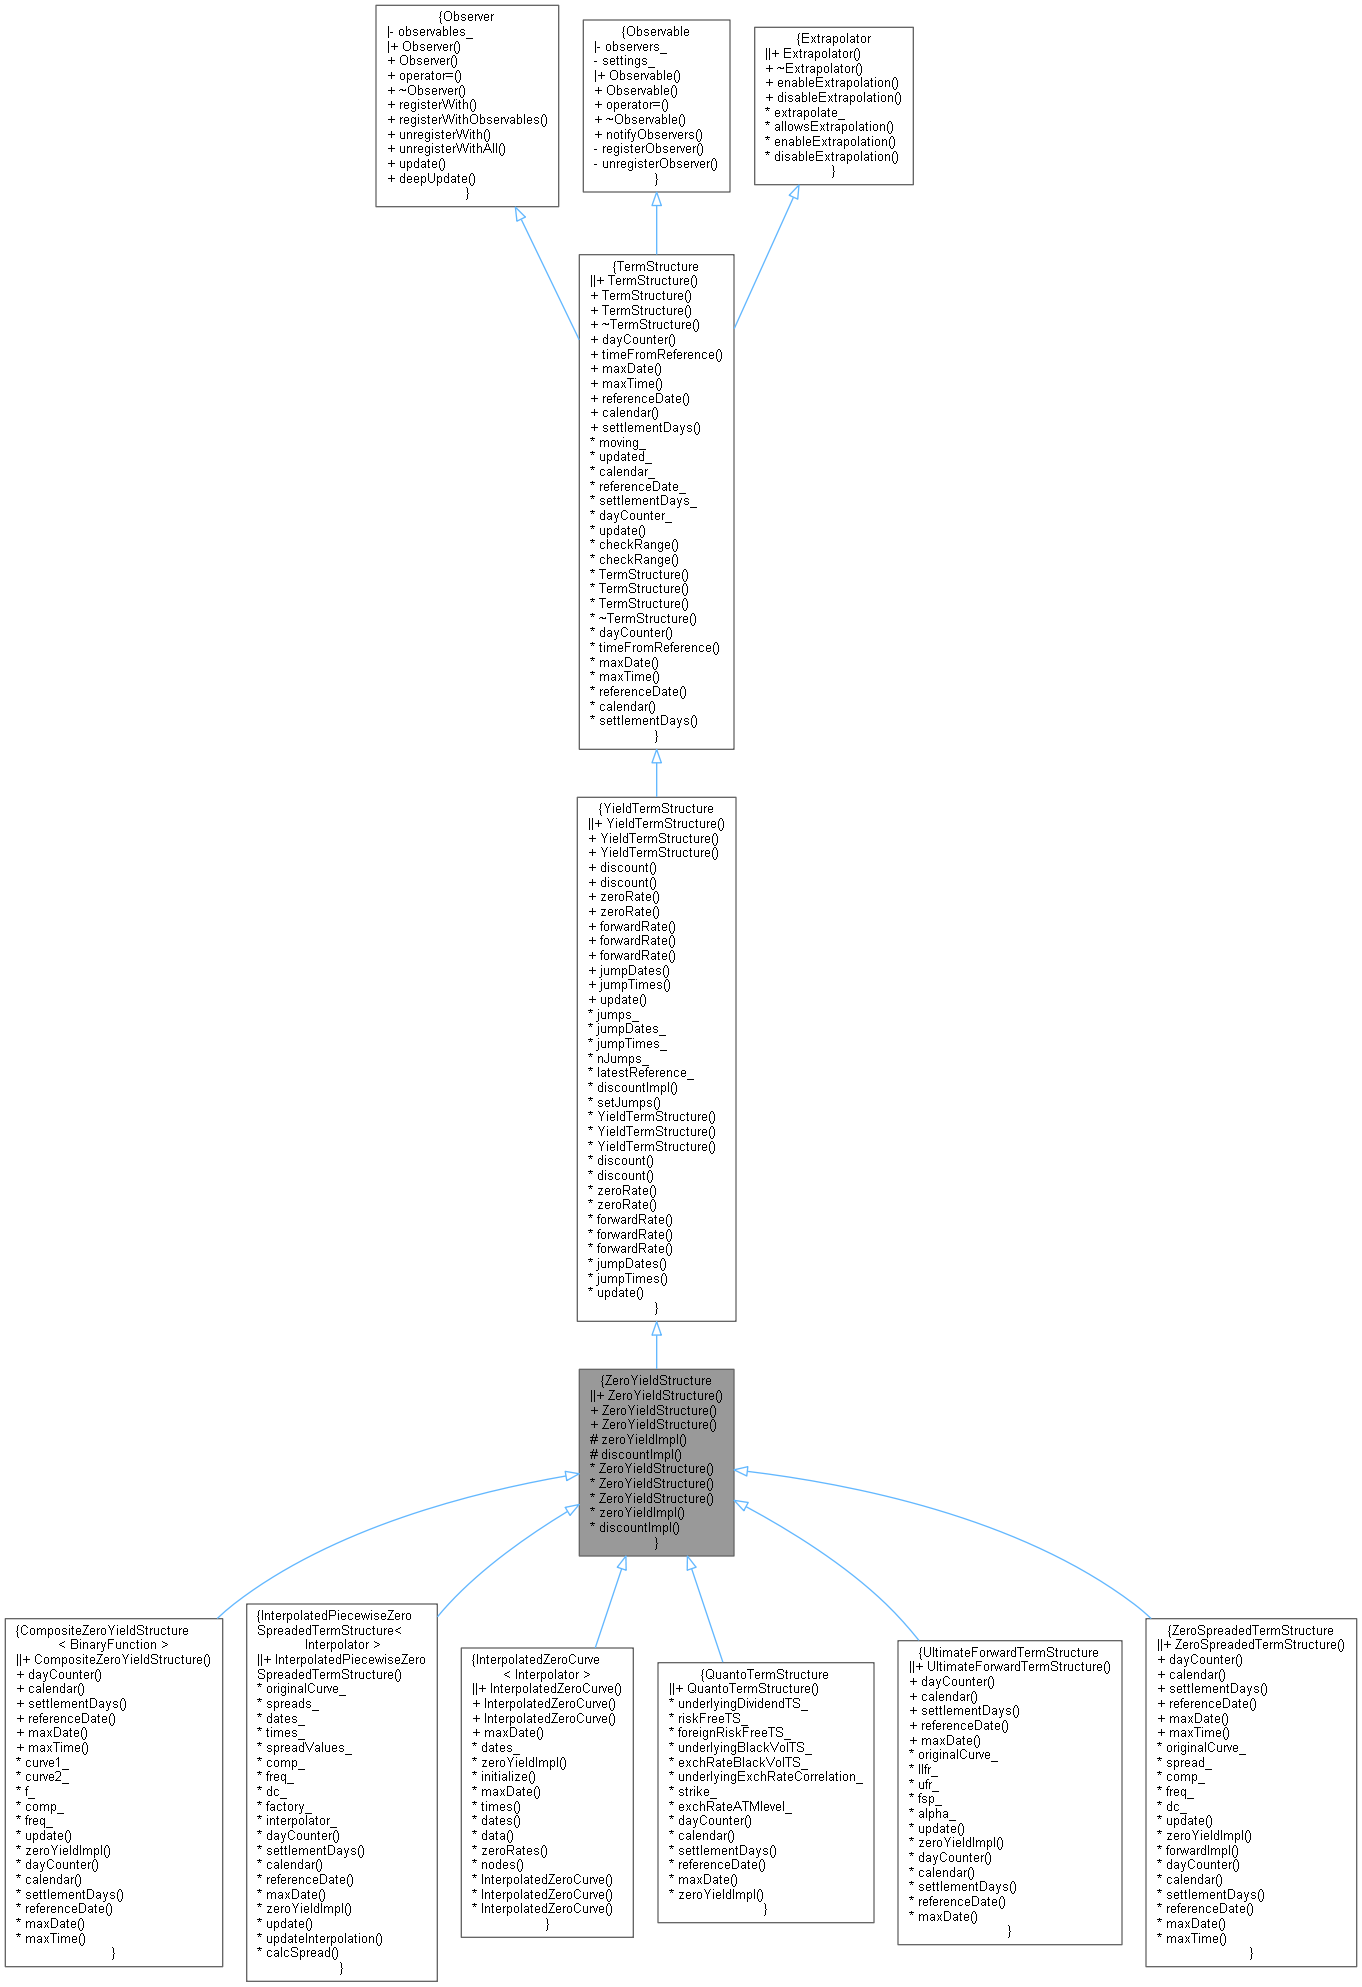 {Observer
|- observables_
|+ Observer()
+ Observer()
+ operator=()
+ ~Observer()
+ registerWith()
+ registerWithObservables()
+ unregisterWith()
+ unregisterWithAll()
+ update()
+ deepUpdate()
}
{Observable
|- observers_
- settings_
|+ Observable()
+ Observable()
+ operator=()
+ ~Observable()
+ notifyObservers()
- registerObserver()
- unregisterObserver()
}
{Extrapolator
||+ Extrapolator()
+ ~Extrapolator()
+ enableExtrapolation()
+ disableExtrapolation()
* extrapolate_
* allowsExtrapolation()
* enableExtrapolation()
* disableExtrapolation()
}
{TermStructure
||+ TermStructure()
+ TermStructure()
+ TermStructure()
+ ~TermStructure()
+ dayCounter()
+ timeFromReference()
+ maxDate()
+ maxTime()
+ referenceDate()
+ calendar()
+ settlementDays()
* moving_
* updated_
* calendar_
* referenceDate_
* settlementDays_
* dayCounter_
* update()
* checkRange()
* checkRange()
* TermStructure()
* TermStructure()
* TermStructure()
* ~TermStructure()
* dayCounter()
* timeFromReference()
* maxDate()
* maxTime()
* referenceDate()
* calendar()
* settlementDays()
}
{YieldTermStructure
||+ YieldTermStructure()
+ YieldTermStructure()
+ YieldTermStructure()
+ discount()
+ discount()
+ zeroRate()
+ zeroRate()
+ forwardRate()
+ forwardRate()
+ forwardRate()
+ jumpDates()
+ jumpTimes()
+ update()
* jumps_
* jumpDates_
* jumpTimes_
* nJumps_
* latestReference_
* discountImpl()
* setJumps()
* YieldTermStructure()
* YieldTermStructure()
* YieldTermStructure()
* discount()
* discount()
* zeroRate()
* zeroRate()
* forwardRate()
* forwardRate()
* forwardRate()
* jumpDates()
* jumpTimes()
* update()
}
{ZeroYieldStructure
||+ ZeroYieldStructure()
+ ZeroYieldStructure()
+ ZeroYieldStructure()
# zeroYieldImpl()
# discountImpl()
* ZeroYieldStructure()
* ZeroYieldStructure()
* ZeroYieldStructure()
* zeroYieldImpl()
* discountImpl()
}
{CompositeZeroYieldStructure
< BinaryFunction >
||+ CompositeZeroYieldStructure()
+ dayCounter()
+ calendar()
+ settlementDays()
+ referenceDate()
+ maxDate()
+ maxTime()
* curve1_
* curve2_
* f_
* comp_
* freq_
* update()
* zeroYieldImpl()
* dayCounter()
* calendar()
* settlementDays()
* referenceDate()
* maxDate()
* maxTime()
}
{InterpolatedPiecewiseZero
SpreadedTermStructure<
Interpolator >
||+ InterpolatedPiecewiseZero
SpreadedTermStructure()
* originalCurve_
* spreads_
* dates_
* times_
* spreadValues_
* comp_
* freq_
* dc_
* factory_
* interpolator_
* dayCounter()
* settlementDays()
* calendar()
* referenceDate()
* maxDate()
* zeroYieldImpl()
* update()
* updateInterpolation()
* calcSpread()
}
{InterpolatedZeroCurve
< Interpolator >
||+ InterpolatedZeroCurve()
+ InterpolatedZeroCurve()
+ InterpolatedZeroCurve()
+ maxDate()
* dates_
* zeroYieldImpl()
* initialize()
* maxDate()
* times()
* dates()
* data()
* zeroRates()
* nodes()
* InterpolatedZeroCurve()
* InterpolatedZeroCurve()
* InterpolatedZeroCurve()
}
{QuantoTermStructure
||+ QuantoTermStructure()
* underlyingDividendTS_
* riskFreeTS_
* foreignRiskFreeTS_
* underlyingBlackVolTS_
* exchRateBlackVolTS_
* underlyingExchRateCorrelation_
* strike_
* exchRateATMlevel_
* dayCounter()
* calendar()
* settlementDays()
* referenceDate()
* maxDate()
* zeroYieldImpl()
}
{UltimateForwardTermStructure
||+ UltimateForwardTermStructure()
+ dayCounter()
+ calendar()
+ settlementDays()
+ referenceDate()
+ maxDate()
* originalCurve_
* llfr_
* ufr_
* fsp_
* alpha_
* update()
* zeroYieldImpl()
* dayCounter()
* calendar()
* settlementDays()
* referenceDate()
* maxDate()
}
{ZeroSpreadedTermStructure
||+ ZeroSpreadedTermStructure()
+ dayCounter()
+ calendar()
+ settlementDays()
+ referenceDate()
+ maxDate()
+ maxTime()
* originalCurve_
* spread_
* comp_
* freq_
* dc_
* update()
* zeroYieldImpl()
* forwardImpl()
* dayCounter()
* calendar()
* settlementDays()
* referenceDate()
* maxDate()
* maxTime()
}